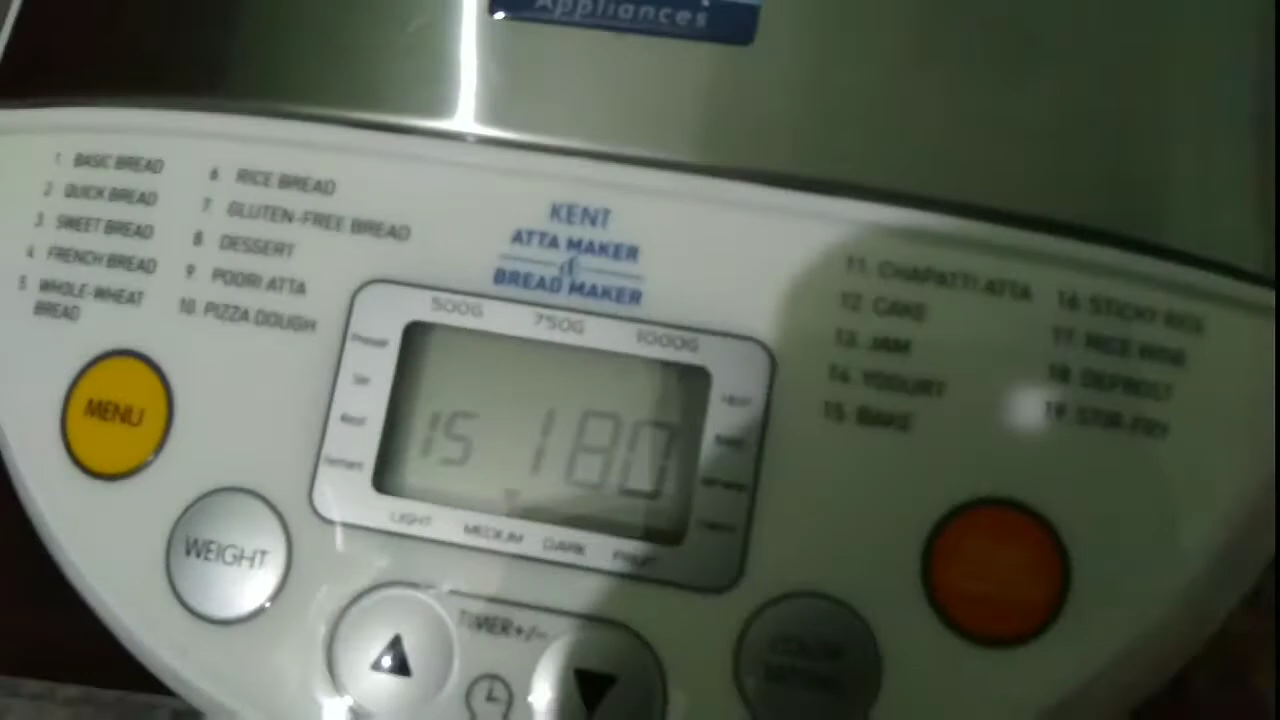 Appliances
1 BASIC BREAD
2 QUICK BREAD
3 SWEET BREAD
4 FRENCH BREAD
5 WHOLE-WHEAT
BREAD
6 RICE BREAD
7 GLUTEN-FREE BREAD
8 DESSERT
9 POORI ATTA
10. PIZZA DOUGH
KENT
ATTA MAKER
&
BREAD MAKER
11. CHAPATTI ATTA
12. CAKE
13. JAM
14. YOGURT
15. BAKE
16. STICKY RICE
17. RICE WINE
18. DEFROST
19. STIR-FRY
500G 750G 1000G
Preset
15 180
LIGHT MEDIUM DARK
MENU
WEIGHT
TIMER+/-
COLOR